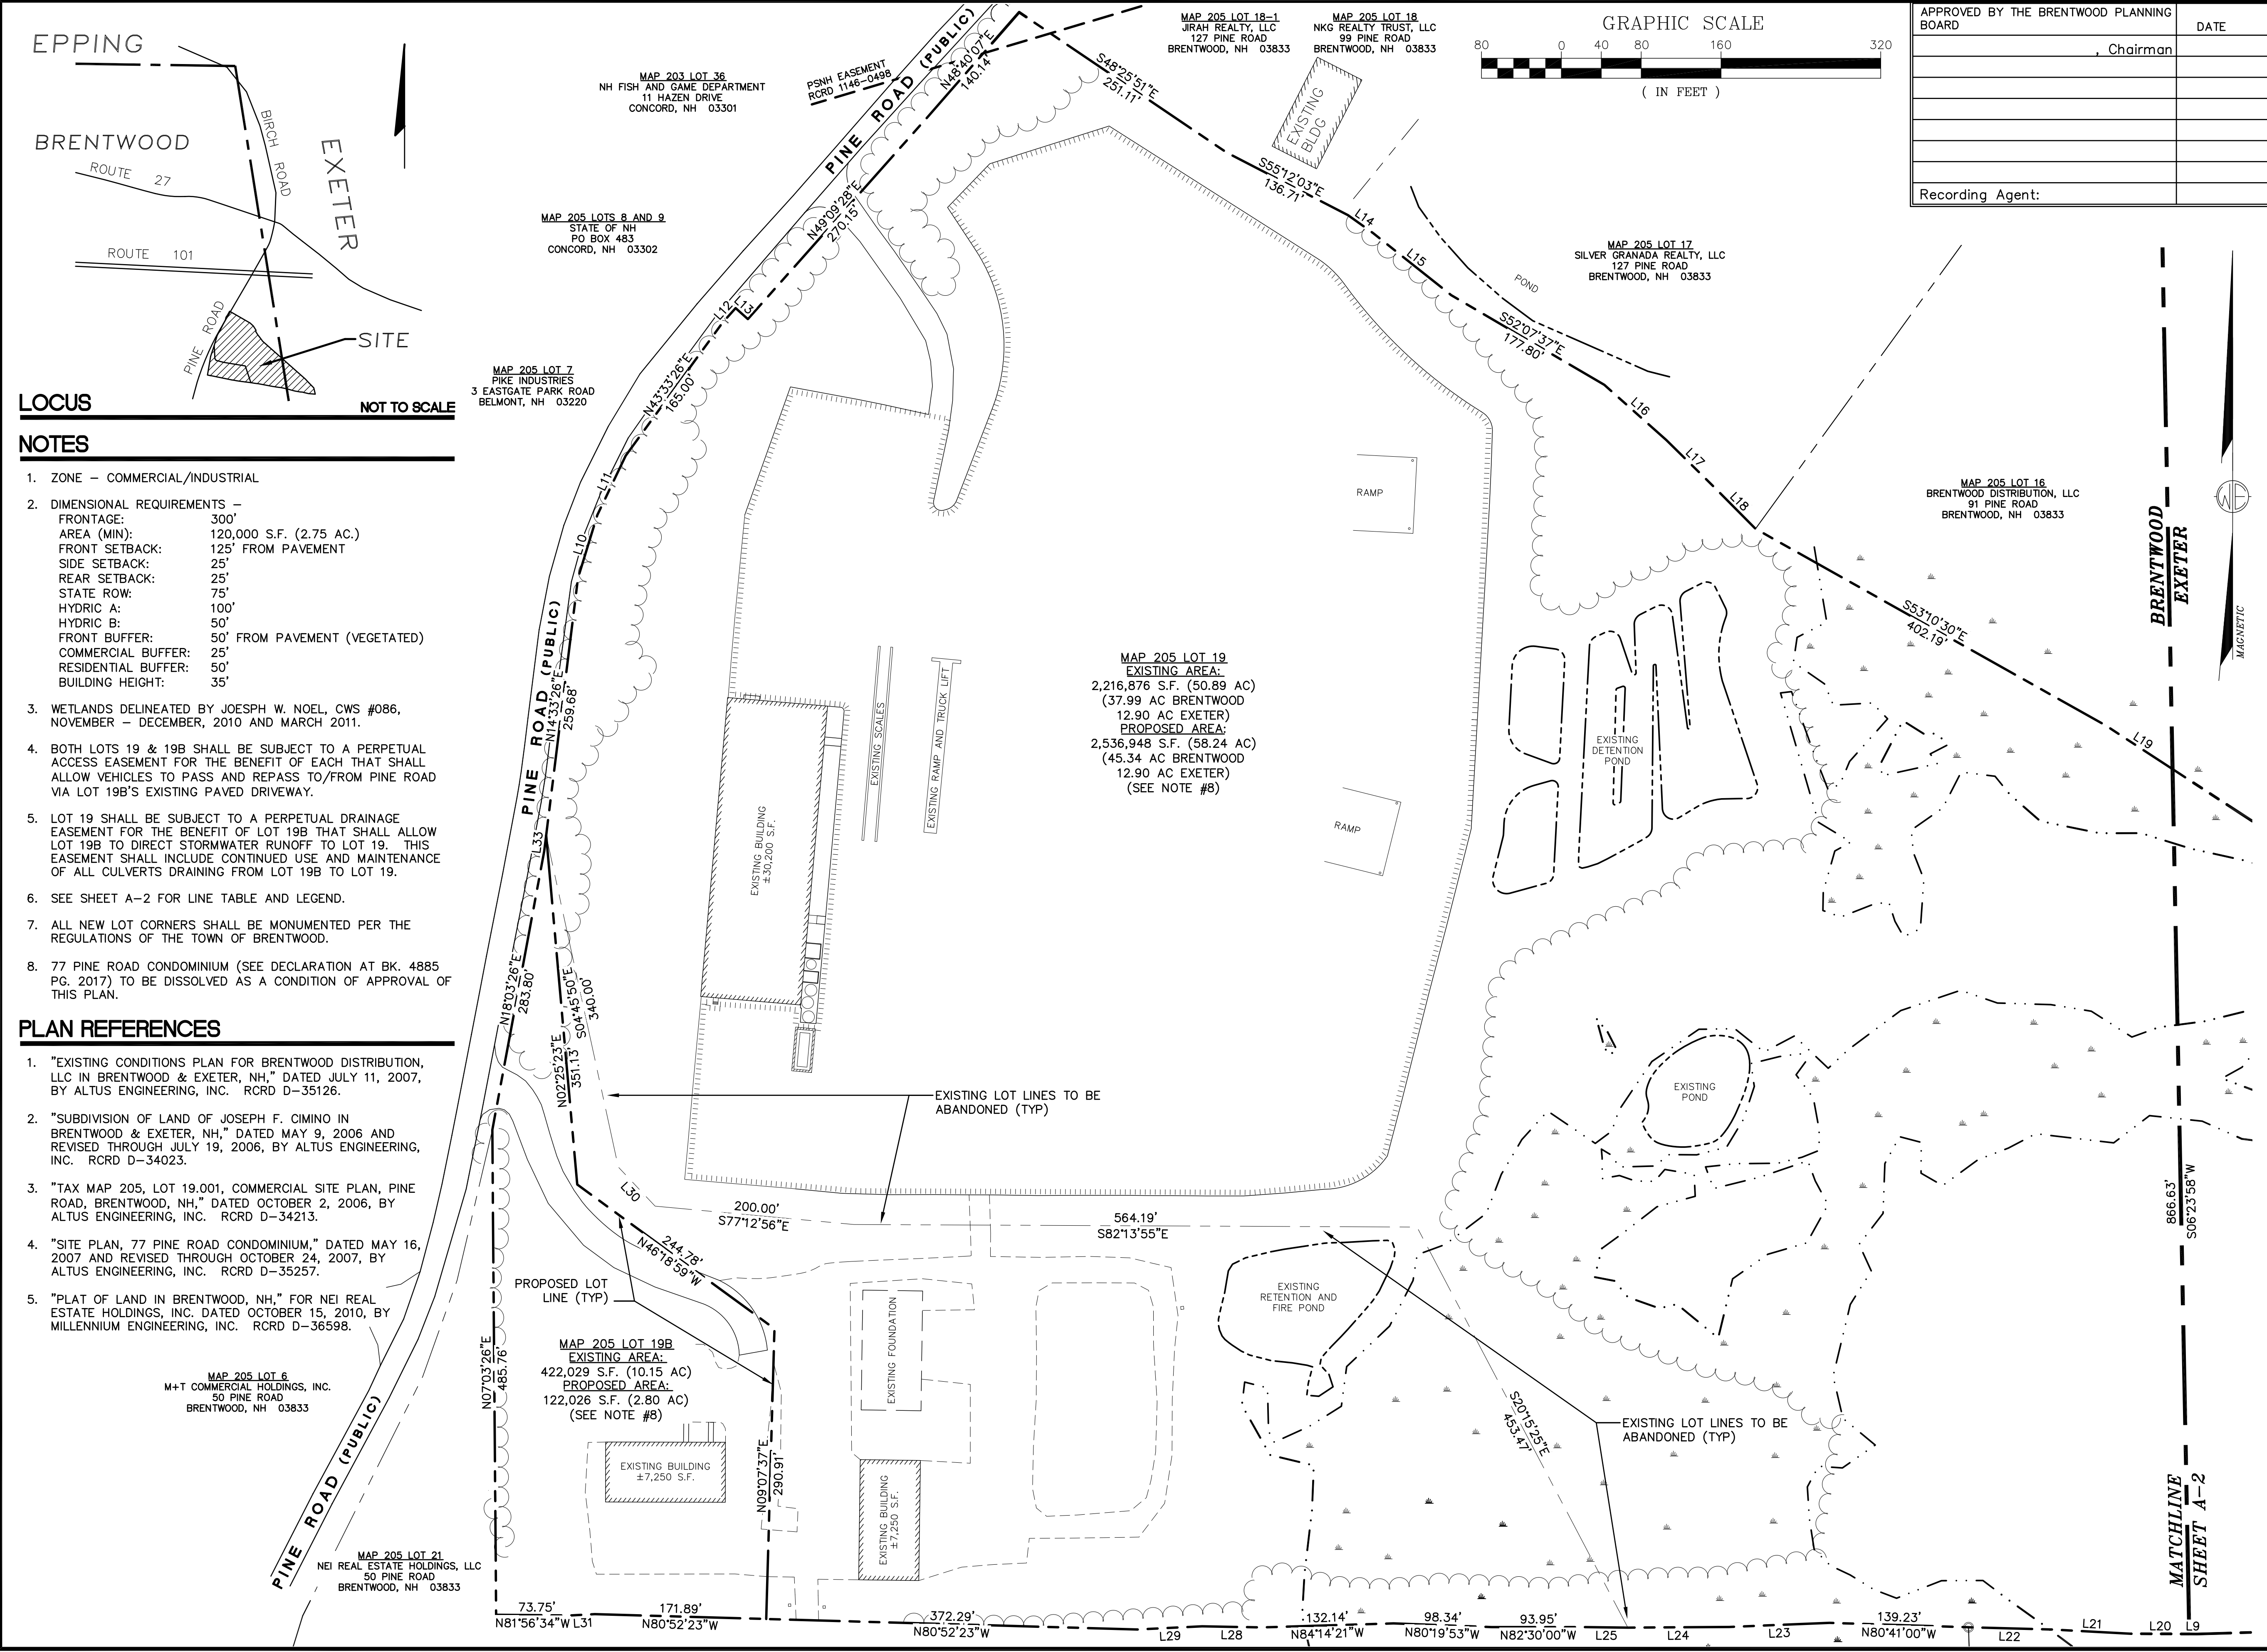 EPPING
BRENTWOOD
EXETER
BIRCH ROAD
ROUTE 27
ROUTE 101
PINE ROAD
SITE
LOCUS
NOT TO SCALE
NOTES
1. ZONE – COMMERCIAL/INDUSTRIAL
2. DIMENSIONAL REQUIREMENTS –
FRONTAGE: 300'
AREA (MIN): 120,000 S.F. (2.75 AC.)
FRONT SETBACK: 125' FROM PAVEMENT
SIDE SETBACK: 25'
REAR SETBACK: 25'
STATE ROW: 75'
HYDRIC A: 100'
HYDRIC B: 50'
FRONT BUFFER: 50' FROM PAVEMENT (VEGETATED)
COMMERCIAL BUFFER: 25'
RESIDENTIAL BUFFER: 50'
BUILDING HEIGHT: 35'
3. WETLANDS DELINEATED BY JOESPH W. NOEL, CWS #086,
NOVEMBER – DECEMBER, 2010 AND MARCH 2011.
4. BOTH LOTS 19 & 19B SHALL BE SUBJECT TO A PERPETUAL
ACCESS EASEMENT FOR THE BENEFIT OF EACH THAT SHALL
ALLOW VEHICLES TO PASS AND REPASS TO/FROM PINE ROAD
VIA LOT 19B'S EXISTING PAVED DRIVEWAY.
5. LOT 19 SHALL BE SUBJECT TO A PERPETUAL DRAINAGE
EASEMENT FOR THE BENEFIT OF LOT 19B THAT SHALL ALLOW
LOT 19B TO DIRECT STORMWATER RUNOFF TO LOT 19. THIS
EASEMENT SHALL INCLUDE CONTINUED USE AND MAINTENANCE
OF ALL CULVERTS DRAINING FROM LOT 19B TO LOT 19.
6. SEE SHEET A–2 FOR LINE TABLE AND LEGEND.
7. ALL NEW LOT CORNERS SHALL BE MONUMENTED PER THE
REGULATIONS OF THE TOWN OF BRENTWOOD.
8. 77 PINE ROAD CONDOMINIUM (SEE DECLARATION AT BK. 4885
PG. 2017) TO BE DISSOLVED AS A CONDITION OF APPROVAL OF
THIS PLAN.
PLAN REFERENCES
1. "EXISTING CONDITIONS PLAN FOR BRENTWOOD DISTRIBUTION,
LLC IN BRENTWOOD & EXETER, NH," DATED JULY 11, 2007,
BY ALTUS ENGINEERING, INC. RCRD D–35126.
2. "SUBDIVISION OF LAND OF JOSEPH F. CIMINO IN
BRENTWOOD & EXETER, NH," DATED MAY 9, 2006 AND
REVISED THROUGH JULY 19, 2006, BY ALTUS ENGINEERING,
INC. RCRD D–34023.
3. "TAX MAP 205, LOT 19.001, COMMERCIAL SITE PLAN, PINE
ROAD, BRENTWOOD, NH," DATED OCTOBER 2, 2006, BY
ALTUS ENGINEERING, INC. RCRD D–34213.
4. "SITE PLAN, 77 PINE ROAD CONDOMINIUM," DATED MAY 16,
2007 AND REVISED THROUGH OCTOBER 24, 2007, BY
ALTUS ENGINEERING, INC. RCRD D–35257.
5. "PLAT OF LAND IN BRENTWOOD, NH," FOR NEI REAL
ESTATE HOLDINGS, INC. DATED OCTOBER 15, 2010, BY
MILLENNIUM ENGINEERING, INC. RCRD D–36598.
MAP 205 LOT 6
M+T COMMERCIAL HOLDINGS, INC.
50 PINE ROAD
BRENTWOOD, NH 03833
PINE ROAD (PUBLIC)
MAP 205 LOT 21
NEI REAL ESTATE HOLDINGS, LLC
50 PINE ROAD
BRENTWOOD, NH 03833
MAP 203 LOT 36
NH FISH AND GAME DEPARTMENT
11 HAZEN DRIVE
CONCORD, NH 03301
PSNH EASEMENT
RCRD 1146–0498
PINE ROAD (PUBLIC)
MAP 205 LOTS 8 AND 9
STATE OF NH
PO BOX 483
CONCORD, NH 03302
MAP 205 LOT 7
PIKE INDUSTRIES
3 EASTGATE PARK ROAD
BELMONT, NH 03220
MAP 205 LOT 18–1
JIRAH REALTY, LLC
127 PINE ROAD
BRENTWOOD, NH 03833
MAP 205 LOT 18
NKG REALTY TRUST, LLC
99 PINE ROAD
BRENTWOOD, NH 03833
GRAPHIC SCALE
80 0 40 80 160 320
( IN FEET )
APPROVED BY THE BRENTWOOD PLANNING
BOARD
DATE
, Chairman
Recording Agent:
N48°40'07"E
140.14'
S48°25'51"E
251.11'
EXISTING
BLDG
S55°12'03"E
136.71'
L14
L15
POND
MAP 205 LOT 17
SILVER GRANADA REALTY, LLC
127 PINE ROAD
BRENTWOOD, NH 03833
S52°07'37"E
177.80'
L16
L17
L18
MAP 205 LOT 16
BRENTWOOD DISTRIBUTION, LLC
91 PINE ROAD
BRENTWOOD, NH 03833
S53°10'30"E
402.19'
L19
BRENTWOOD
EXETER
MAGNETIC
N49°09'28"E
270.15'
L12
L13
N43°33'26"E
165.00'
L11
L10
PINE ROAD (PUBLIC)
N14°33'26"E
259.68'
L33
N18°03'26"E
283.80'
N02°25'23"E
351.13'
S04°45'50"E
340.00'
L30
RAMP
RAMP
MAP 205 LOT 19
EXISTING AREA:
2,216,876 S.F. (50.89 AC)
(37.99 AC BRENTWOOD
12.90 AC EXETER)
PROPOSED AREA:
2,536,948 S.F. (58.24 AC)
(45.34 AC BRENTWOOD
12.90 AC EXETER)
(SEE NOTE #8)
EXISTING SCALES
EXISTING RAMP AND TRUCK LIFT
EXISTING BUILDING
±30,200 S.F.
EXISTING
DETENTION
POND
EXISTING
POND
EXISTING LOT LINES TO BE
ABANDONED (TYP)
200.00'
S77°12'56"E
564.19'
S82°13'55"E
244.78'
N46°18'59"W
PROPOSED LOT
LINE (TYP)
EXISTING
RETENTION AND
FIRE POND
EXISTING FOUNDATION
MAP 205 LOT 19B
EXISTING AREA:
422,029 S.F. (10.15 AC)
PROPOSED AREA:
122,026 S.F. (2.80 AC)
(SEE NOTE #8)
N07°03'26"E
485.76'
EXISTING BUILDING
±7,250 S.F.
N09°07'37"E
290.91'
EXISTING BUILDING
±7,250 S.F.
S20°15'25"E
453.47'
EXISTING LOT LINES TO BE
ABANDONED (TYP)
866.63'
S06°23'58"W
MATCHLINE
SHEET A-2
73.75'
N81°56'34"W
L31
171.89'
N80°52'23"W
372.29'
N80°52'23"W
L29
L28
132.14'
N84°14'21"W
98.34'
N80°19'53"W
93.95'
N82°30'00"W
L25
L24
L23
139.23'
N80°41'00"W
L22
L21
L20
L9